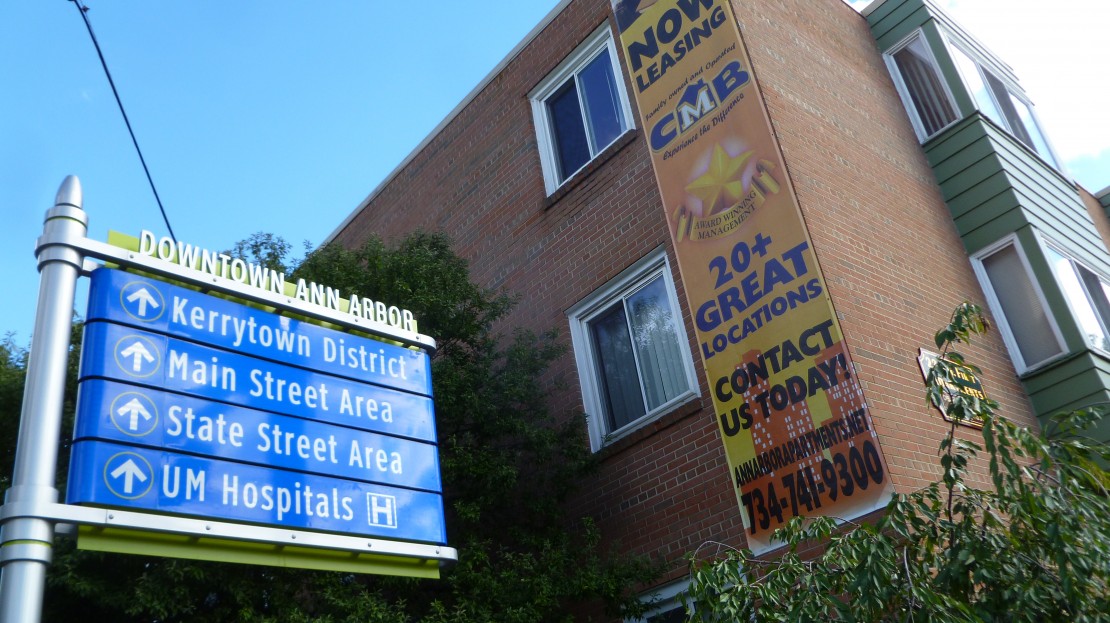 DOWNTOWN ANN ARBOR
Kerrytown District
Main Street Area
State Street Area
UM Hospitals H
NOW
LEASING
Family owned and Operated
CMB
Experience the Difference
AWARD WINNING
MANAGEMENT
20+
GREAT
LOCATIONS
CONTACT
US TODAY!
ANNARBORAPARTMENTS.NET
734-741-9300